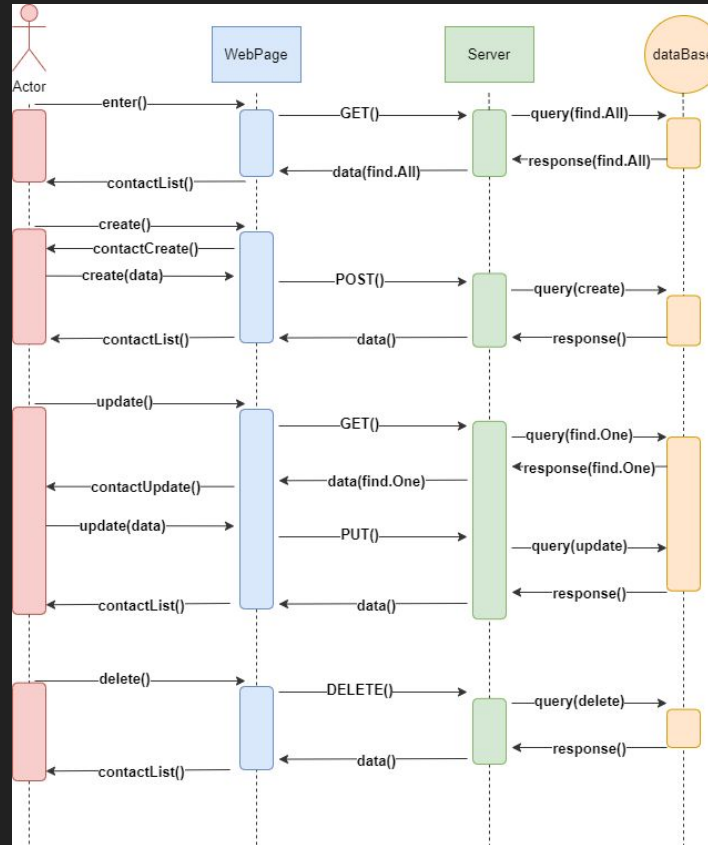 Actor
WebPage
Server
dataBase
enter()
GET()
query(find.All)
response(find.All)
data(find.All)
contactList()
create()
contactCreate()
create(data)
POST()
query(create)
response()
data()
contactList()
update()
GET()
query(find.One)
response(find.One)
data(find.One)
contactUpdate()
update(data)
PUT()
query(update)
response()
data()
contactList()
delete()
DELETE()
query(delete)
response()
data()
contactList()